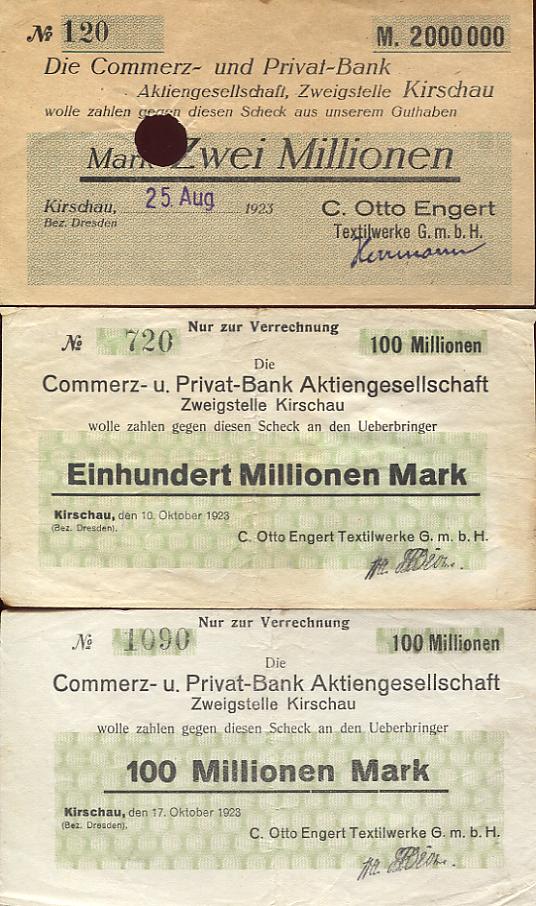 № 120 M. 2000000
Die Commerz- und Privat-Bank
Aktiengesellschaft, Zweigstelle Kirschau
wolle zahlen gegen diesen Scheck aus unserem Guthaben
Mark Zwei Millionen
Kirschau, 25. Aug 1923 C. Otto Engert
Bez. Dresden Textilwerke G. m. b. H.
Herrmann
Nur zur Verrechnung
№ 720 100 Millionen
Die
Commerz- u. Privat-Bank Aktiengesellschaft
Zweigstelle Kirschau
wolle zahlen gegen diesen Scheck an den Ueberbringer
Einhundert Millionen Mark
Kirschau, den 10. Oktober 1923
(Bez. Dresden).
C. Otto Engert Textilwerke G. m. b. H.
Nur zur Verrechnung
№ 1090 100 Millionen
Die
Commerz- u. Privat-Bank Aktiengesellschaft
Zweigstelle Kirschau
wolle zahlen gegen diesen Scheck an den Ueberbringer
100 Millionen Mark
Kirschau, den 17. Oktober 1923
(Bez. Dresden).
C. Otto Engert Textilwerke G. m. b. H.